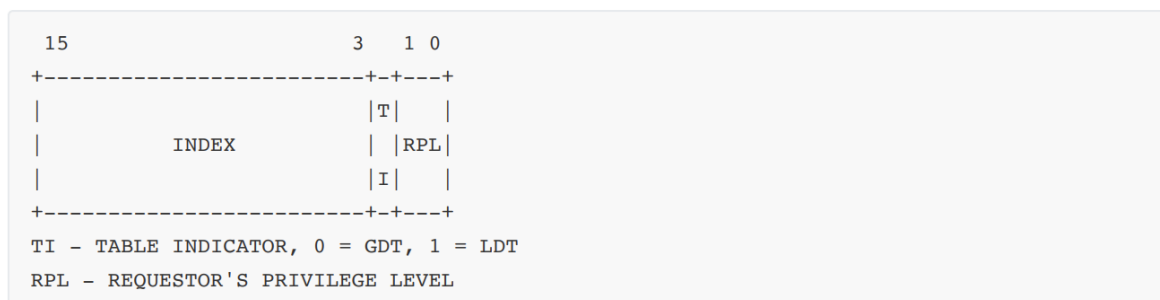 15                      3   1 0
+-------------------------+-+---+
|                         |T|   |
|          INDEX          | |RPL|
|                         |I|   |
+-------------------------+-+---+
TI - TABLE INDICATOR, 0 = GDT, 1 = LDT
RPL - REQUESTOR'S PRIVILEGE LEVEL